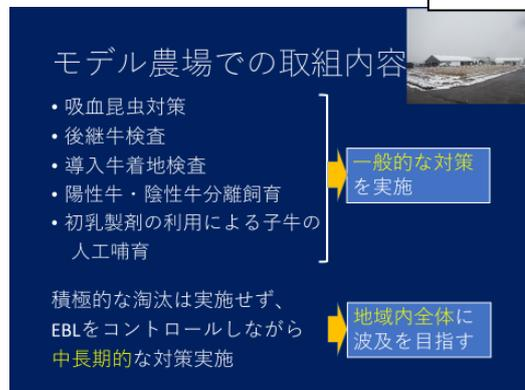 モデル農場での取組内容
• 吸血昆虫対策
• 後継牛検査
• 導入牛着地検査
• 陽性牛・陰性牛分離飼育
• 初乳製剤の利用による子牛の
人工哺育
一般的な対策
を実施
積極的な淘汰は実施せず、
EBLをコントロールしながら
中長期的な対策実施
地域内全体に
波及を目指す